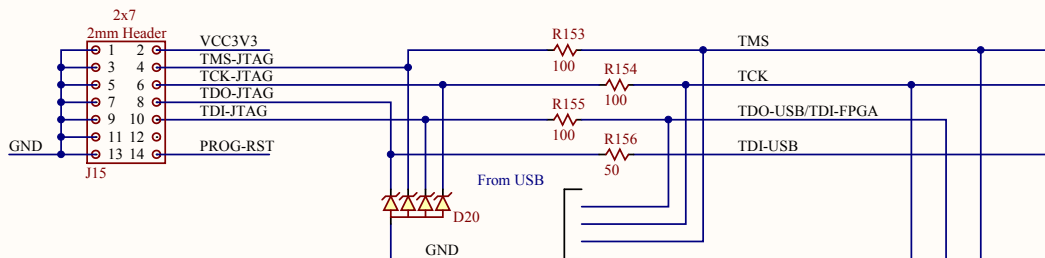 2x7
2mm Header
1 2 VCC3V3
3 4 TMS-JTAG
5 6 TCK-JTAG
7 8 TDO-JTAG
9 10 TDI-JTAG
11 12
GND 13 14 PROG-RST
J15
R153
100
TMS
R154
100
TCK
R155
100
TDO-USB/TDI-FPGA
R156
50
TDI-USB
From USB
D20
GND